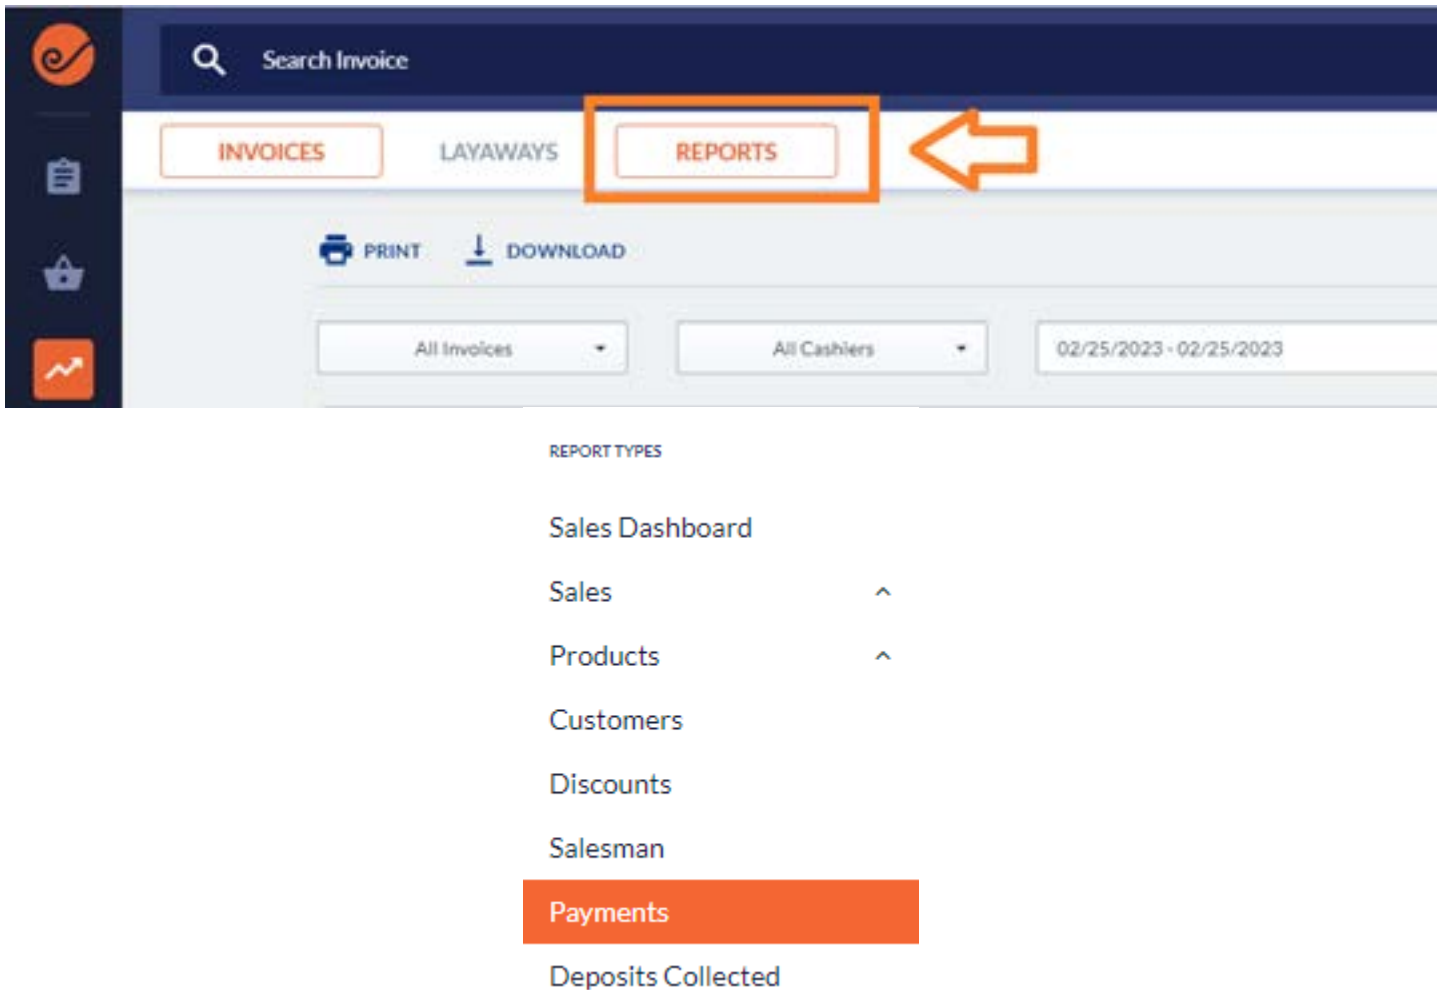 Search Invoice
INVOICES LAYAWAYS REPORTS
PRINT DOWNLOAD
All Invoices All Cashiers 02/25/2023 - 02/25/2023
REPORT TYPES
Sales Dashboard
Sales
Products
Customers
Discounts
Salesman
Payments
Deposits Collected